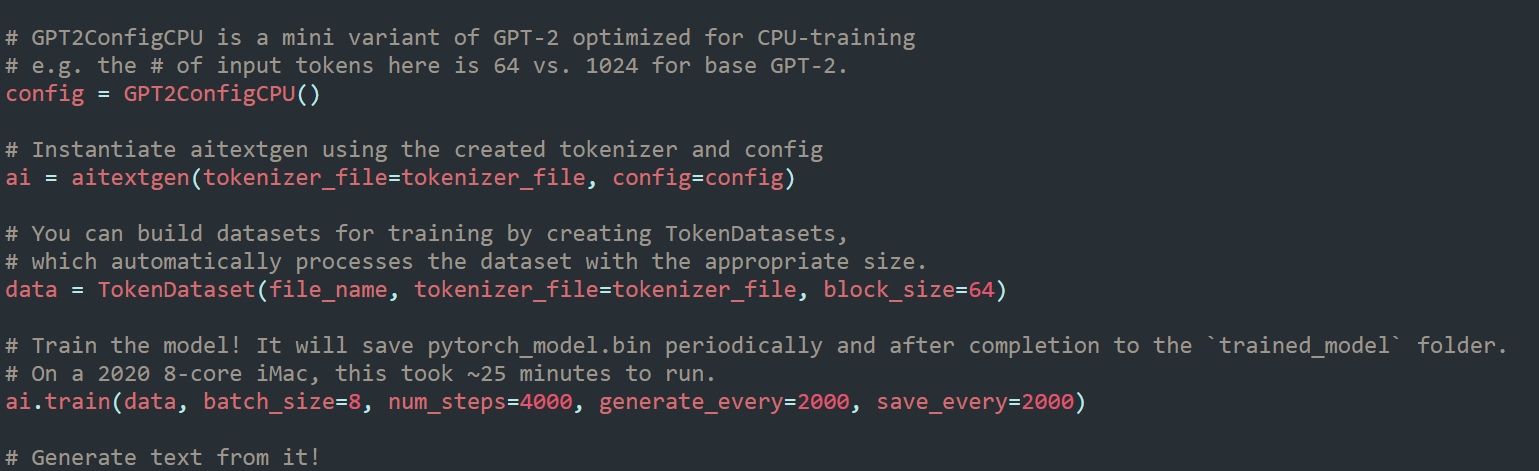 # GPT2ConfigCPU is a mini variant of GPT-2 optimized for CPU-training
# e.g. the # of input tokens here is 64 vs. 1024 for base GPT-2.
config = GPT2ConfigCPU()
# Instantiate aitextgen using the created tokenizer and config
ai = aitextgen(tokenizer_file=tokenizer_file, config=config)
# You can build datasets for training by creating TokenDatasets,
# which automatically processes the dataset with the appropriate size.
data = TokenDataset(file_name, tokenizer_file=tokenizer_file, block_size=64)
# Train the model! It will save pytorch_model.bin periodically and after completion to the `trained_model` folder.
# On a 2020 8-core iMac, this took ~25 minutes to run.
ai.train(data, batch_size=8, num_steps=4000, generate_every=2000, save_every=2000)
# Generate text from it!